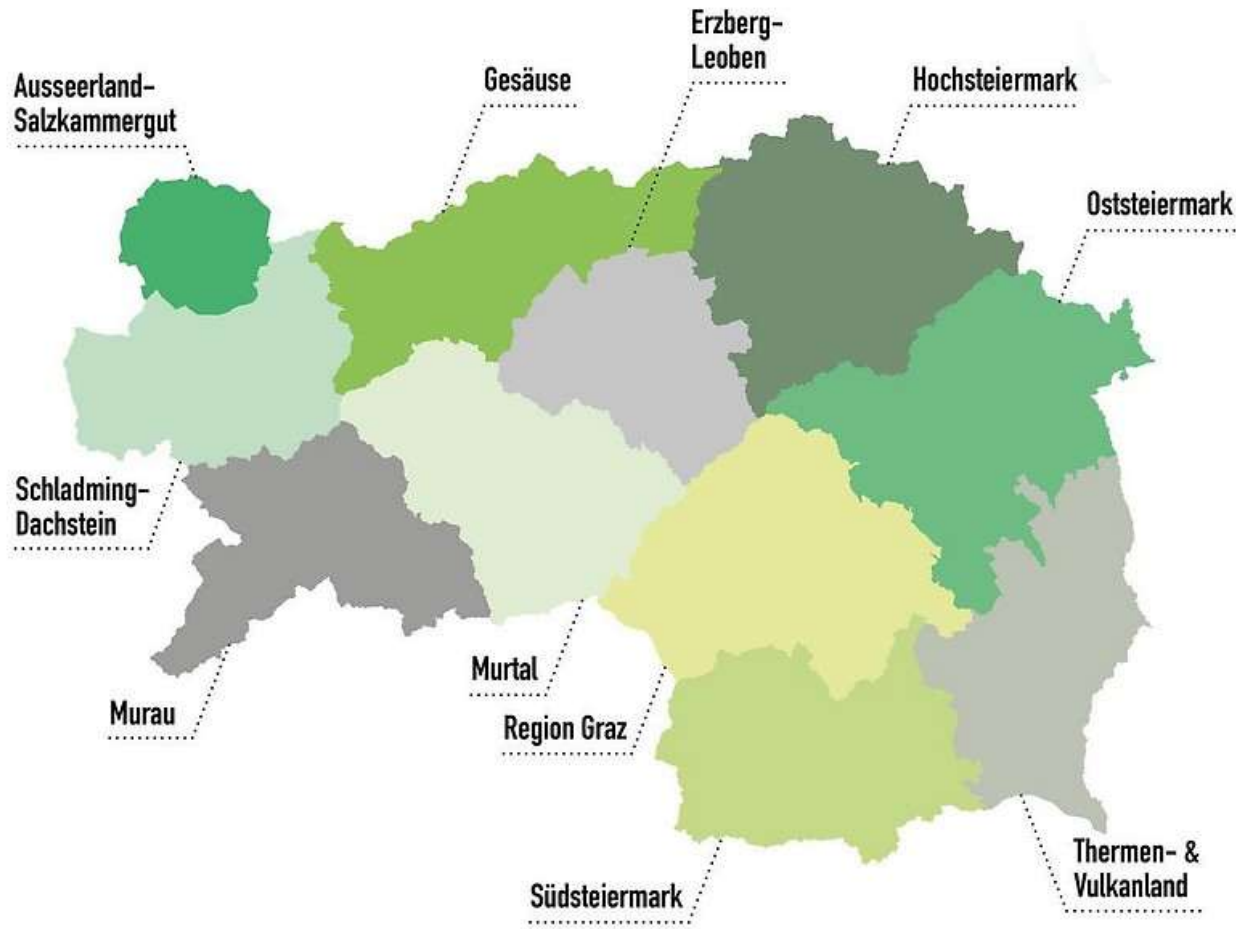 Erzberg-
Leoben
Gesäuse
Hochsteiermark
Ausseerland-
Salzkammergut
Oststeiermark
Schladming-
Dachstein
Murtal
Murau
Region Graz
Thermen- &
Vulkanland
Südsteiermark